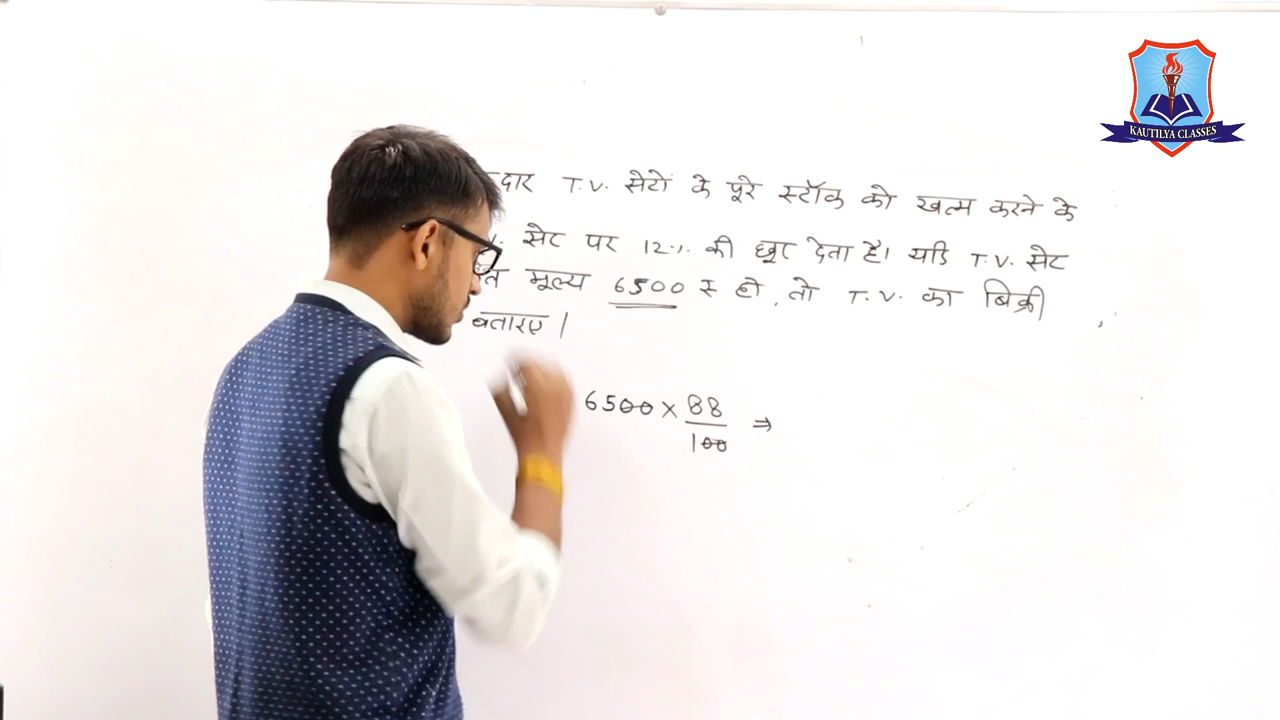 KAUTILYA CLASSES
दार T.V. सेटों के पूरे स्टॉक को खत्म करने के
सेट पर 12% की छूट देता है। यदि T.V. सेट
मूल्य 6500 रु हो, तो T.V. का बिक्री
बताइए।
6500 × 88 ⇒
100